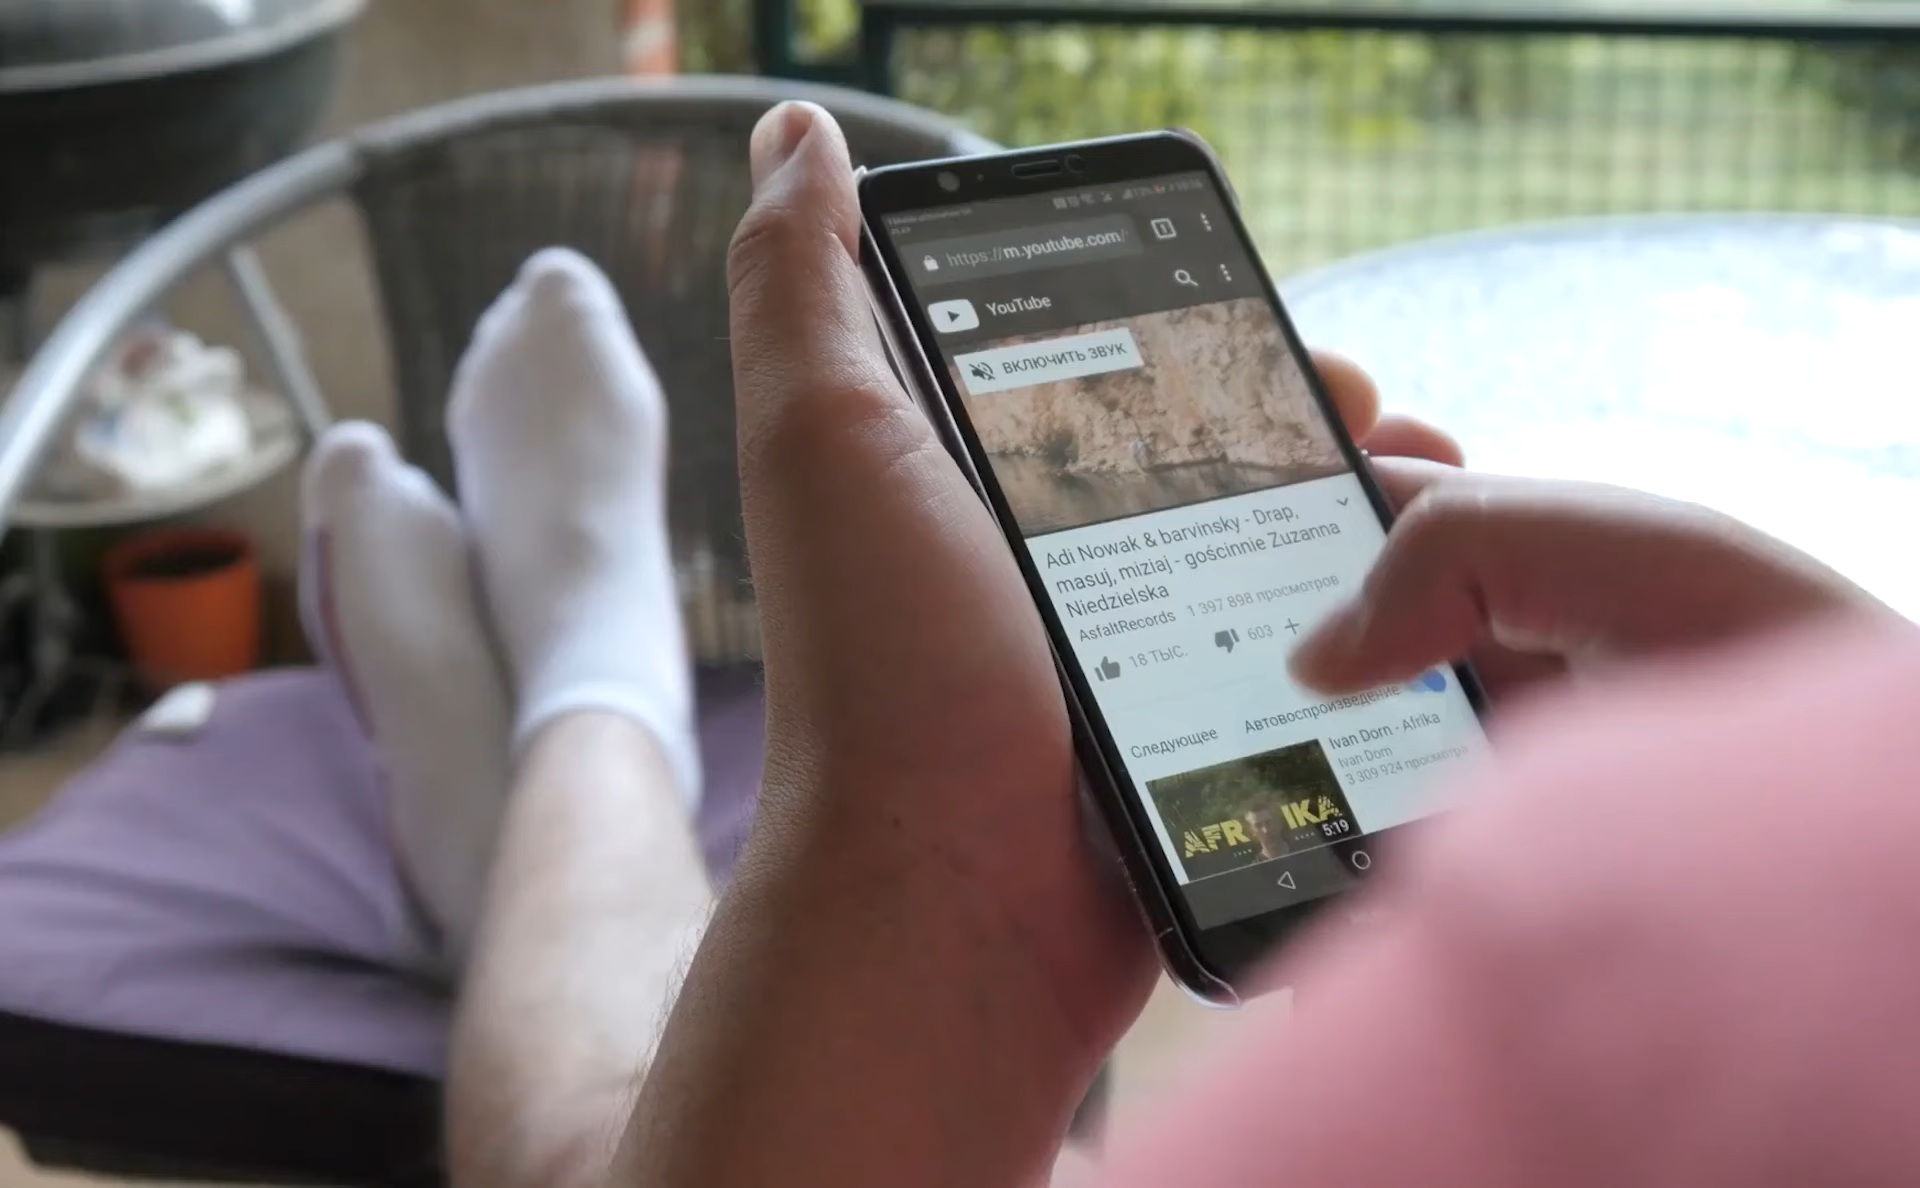 PLAY
https://m.youtube.com/
1
YouTube
ВКЛЮЧИТЬ ЗВУК
Adi Nowak & barvinsky - Drap,
masuj, miziaj - gościnnie Zuzanna
Niedzielska
AsfaltRecords 1 397 898 просмотров
18 ТЫС. 603
Следующее Автовоспроизведение
Ivan Dorn - Afrika
Ivan Dorn
3 309 924 просмотра
AFR IKA
5:19